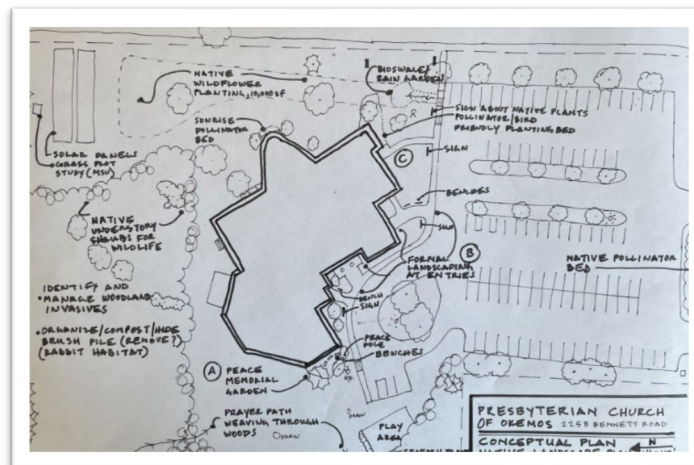 NATIVE
WILDFLOWER
PLANTING, 10,000 SF
BIOSWALE/
RAIN GARDEN
SUNRISE
POLLINATOR
BED
SIGN ABOUT NATIVE PLANTS
POLLINATOR/BIRD
FRIENDLY PLANTING BED
SOLAR PANELS
GRASS PLOT
STUDY (MSU)
C
SIGN
BENCHES
NATIVE
UNDERSTORY
SHRUBS FOR
WILDLIFE
SIGN
B
FORMAL
LANDSCAPING
AT ENTRIES
NATIVE POLLINATOR
BED
IDENTIFY AND
• MANAGE WOODLAND
INVASIVES
BENCH
SIGN
• ORGANIZE/COMPOST/HIDE
BRUSH PILE (REMOVE?)
(RABBIT HABITAT)
PEACE
POLE
BENCHES
A PEACE
MEMORIAL
GARDEN
PRAYER PATH
WEAVING THROUGH
WOODS
PLAY
AREA
PRESBYTERIAN CHURCH
OF OKEMOS 2258 BENNETT ROAD
CONCEPTUAL PLAN N